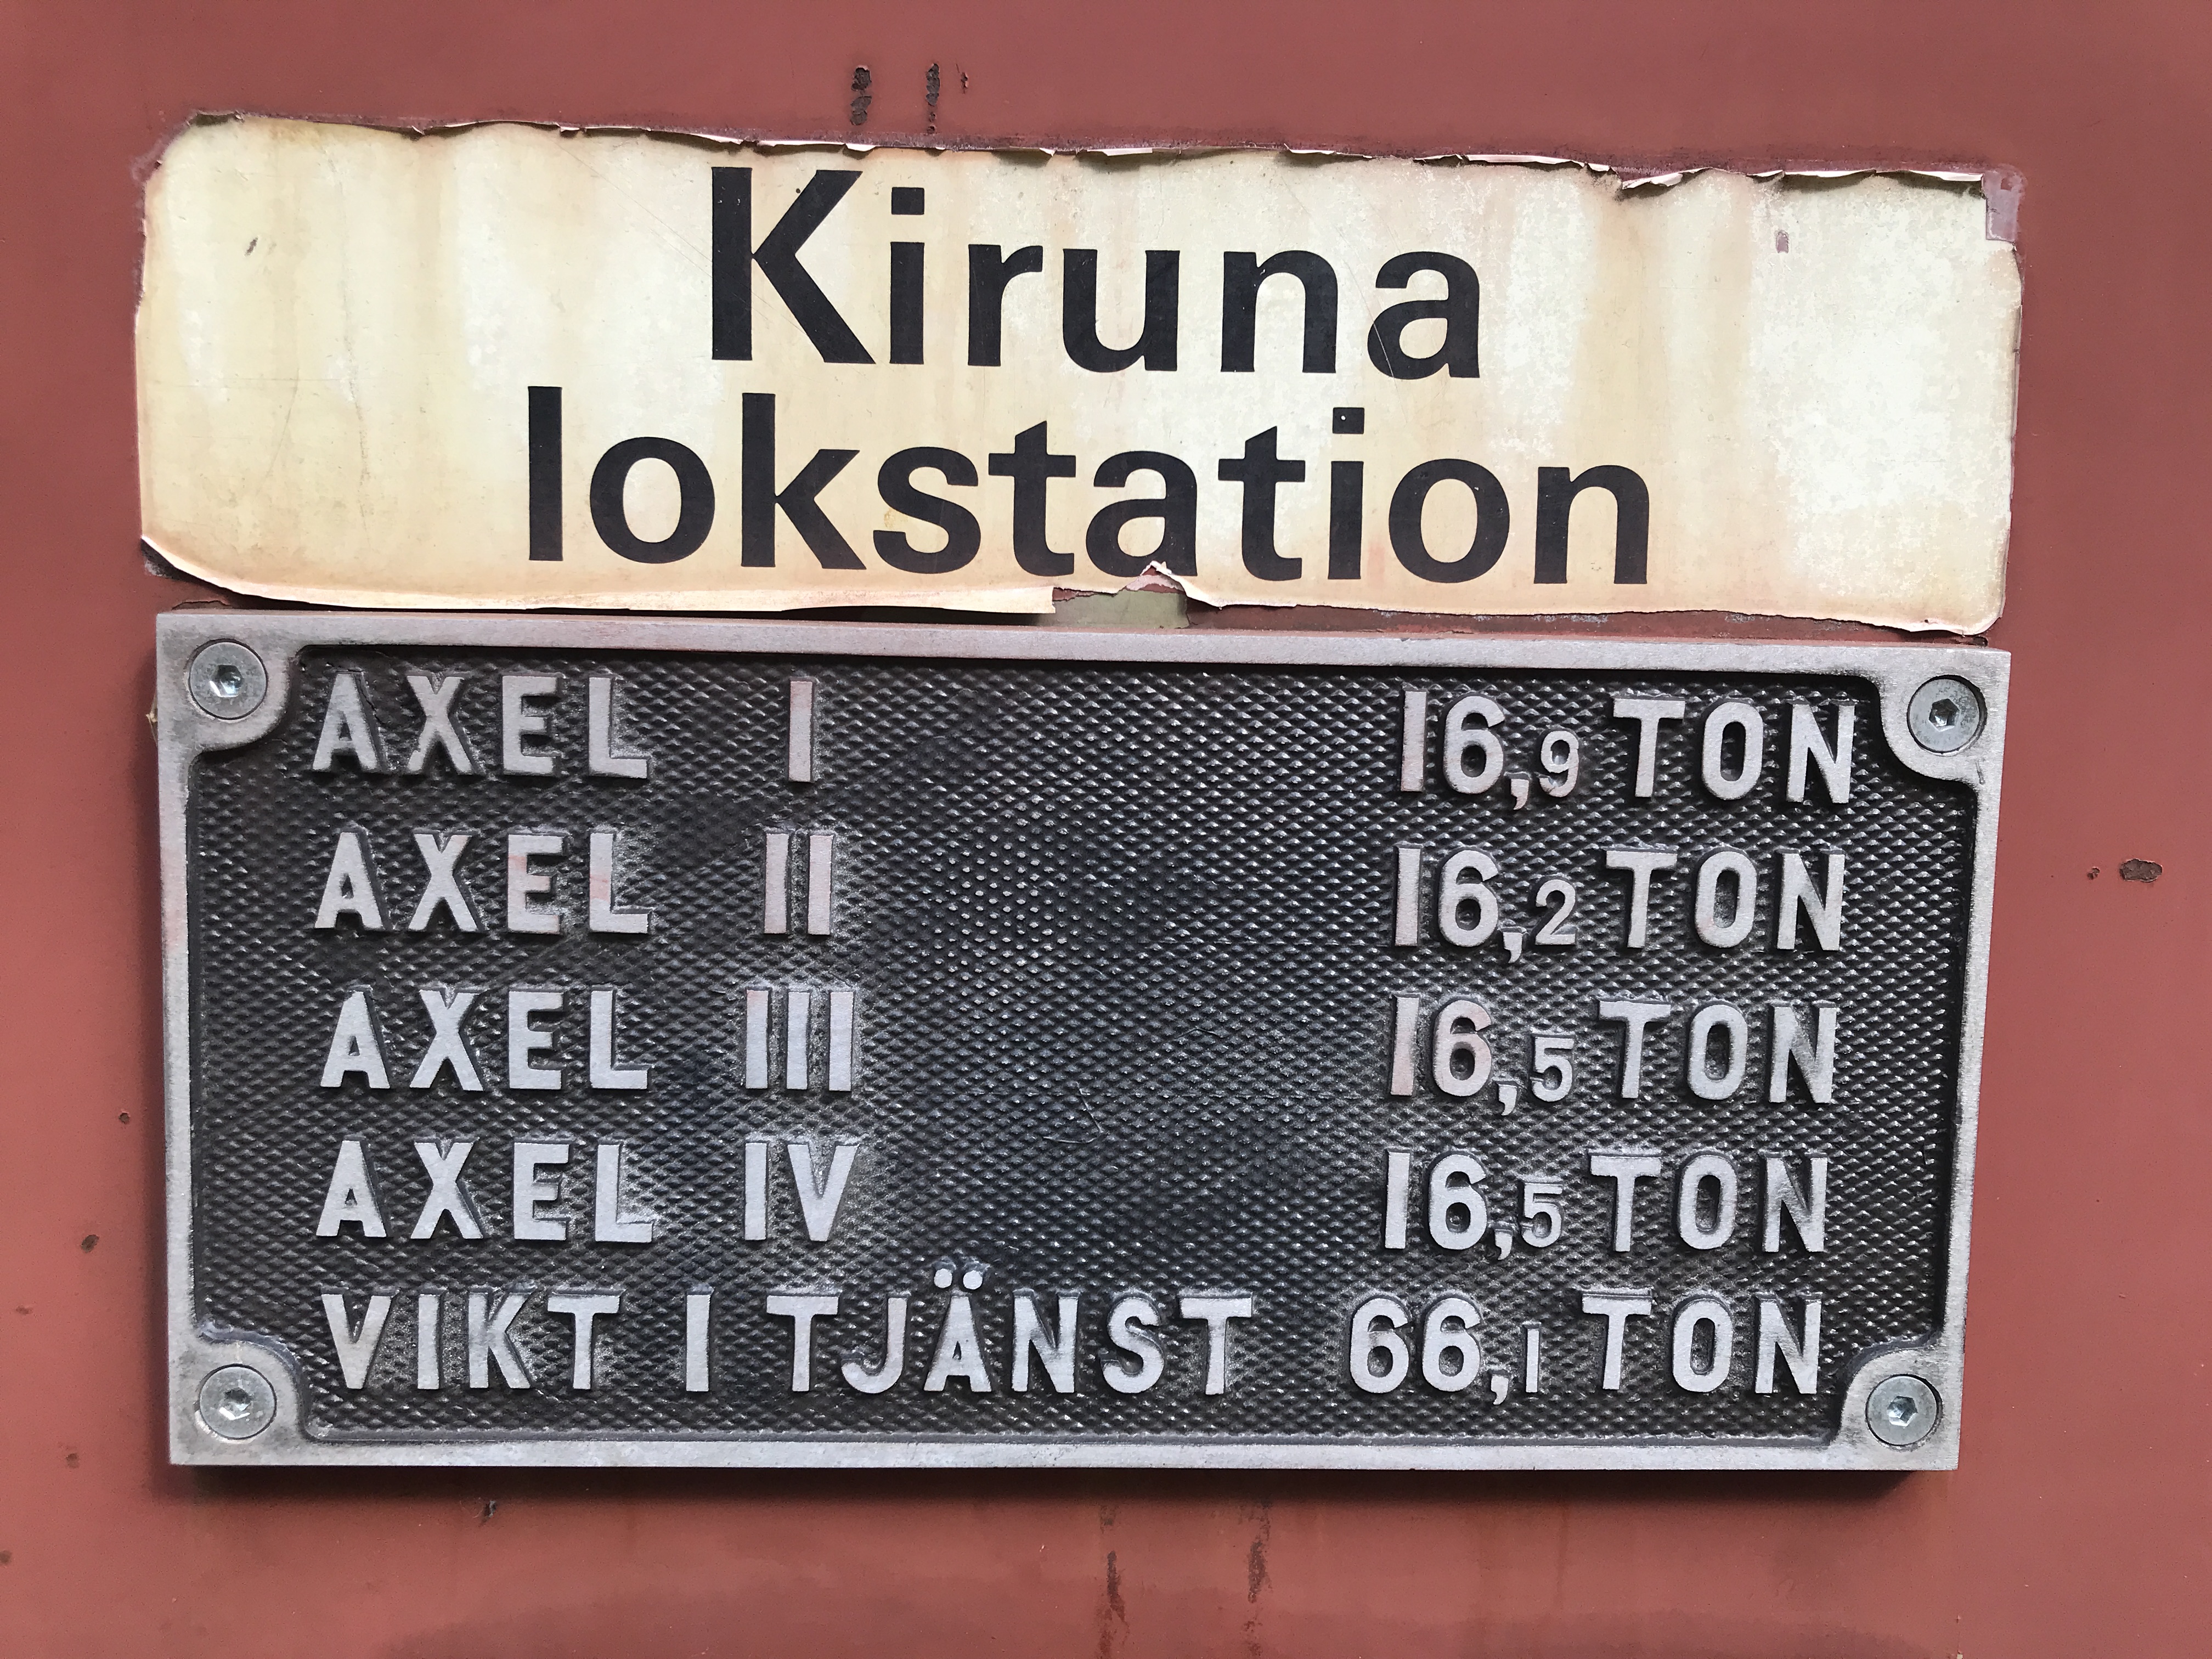 Kiruna
lokstation
AXEL I 16,9 TON
AXEL II 16,2 TON
AXEL III 16,5 TON
AXEL IV 16,5 TON
VIKT I TJÄNST 66,1 TON